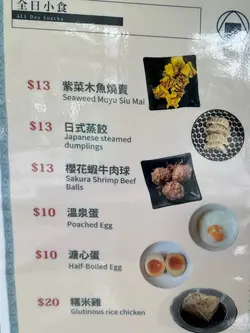 全日小食
All Day Snacks
$13 紫菜木魚燒賣
Seaweed Muyu Siu Mai
$13 日式蒸餃
Japanese steamed
dumplings
$13 櫻花蝦牛肉球
Sakura Shrimp Beef
Balls
$10 溫泉蛋
Poached Egg
$10 溏心蛋
Half-Boiled Egg
$20 糯米雞
Glutinous rice chicken